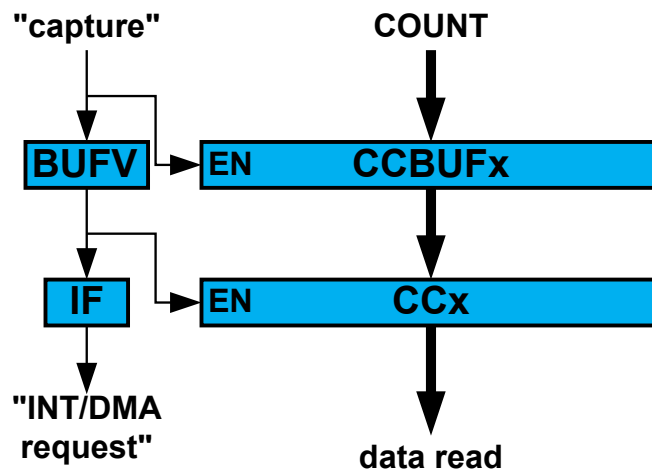 "capture"
COUNT
BUFV
EN
CCBUFx
IF
EN
CCx
"INT/DMA
request"
data read